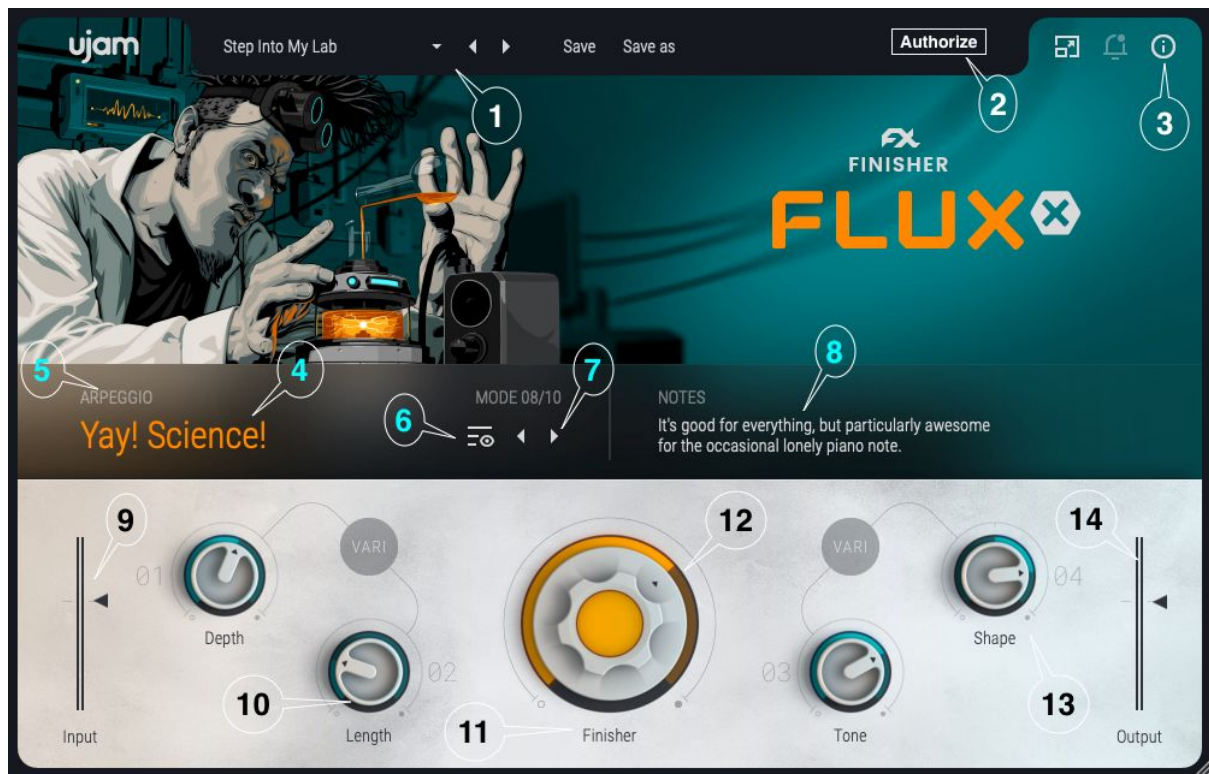 ujam
Step Into My Lab
Save
Save as
Authorize
1
2
3
FX
FINISHER
FLUX X
5
4
7
8
ARPEGGIO
MODE 08/10
NOTES
6
Yay! Science!
It's good for everything, but particularly awesome
for the occasional lonely piano note.
9
12
14
VARI
VARI
01
04
Depth
Shape
02
03
10
11
13
Input
Length
Finisher
Tone
Output